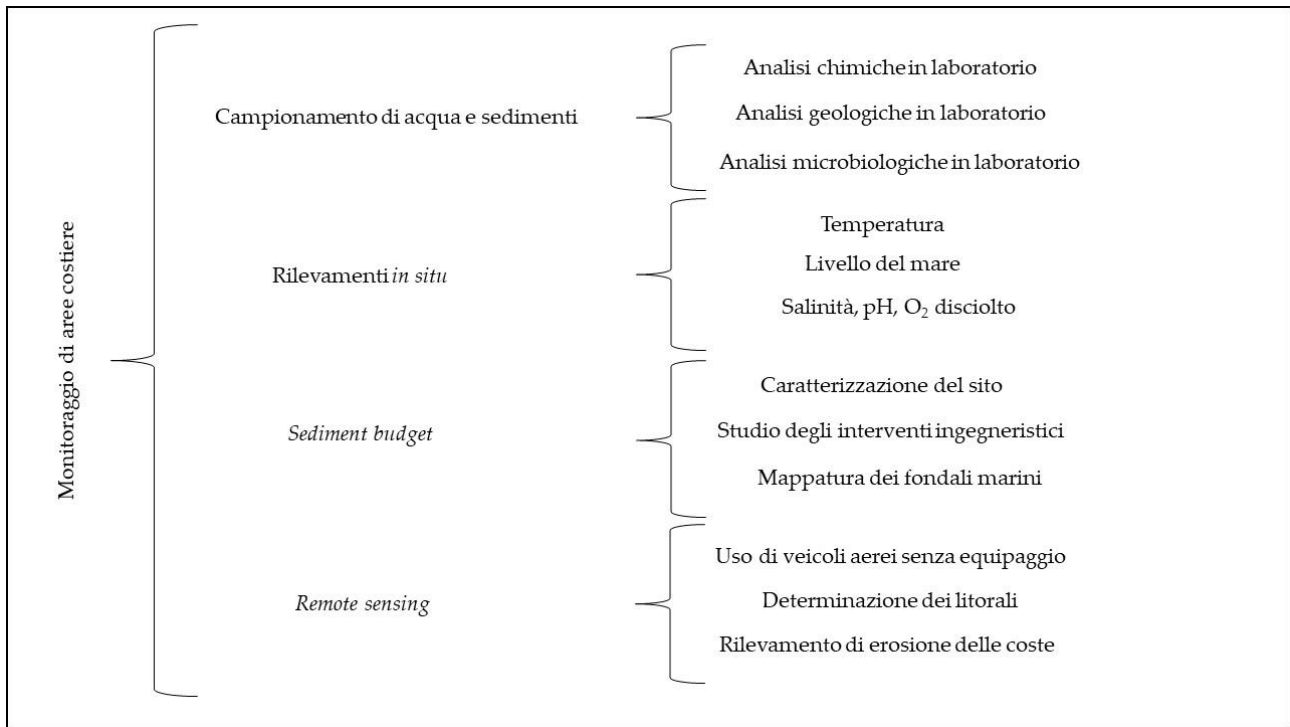 Monitoraggio di aree costiere
Campionamento di acqua e sedimenti
Analisi chimiche in laboratorio
Analisi geologiche in laboratorio
Analisi microbiologiche in laboratorio
Rilevamenti in situ
Temperatura
Livello del mare
Salinità, pH, O₂ disciolto
Sediment budget
Caratterizzazione del sito
Studio degli interventi ingegneristici
Mappatura dei fondali marini
Remote sensing
Uso di veicoli aerei senza equipaggio
Determinazione dei litorali
Rilevamento di erosione delle coste